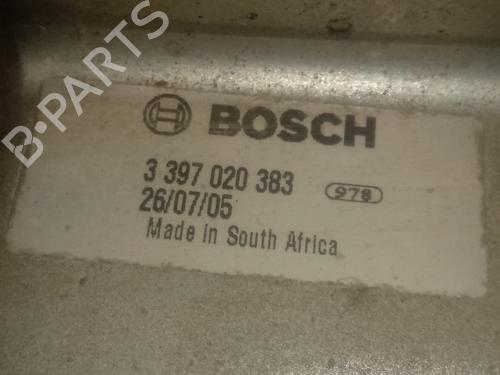 BOSCH
3 397 020 383 978
26/07/05
Made in South Africa
B-PARTS